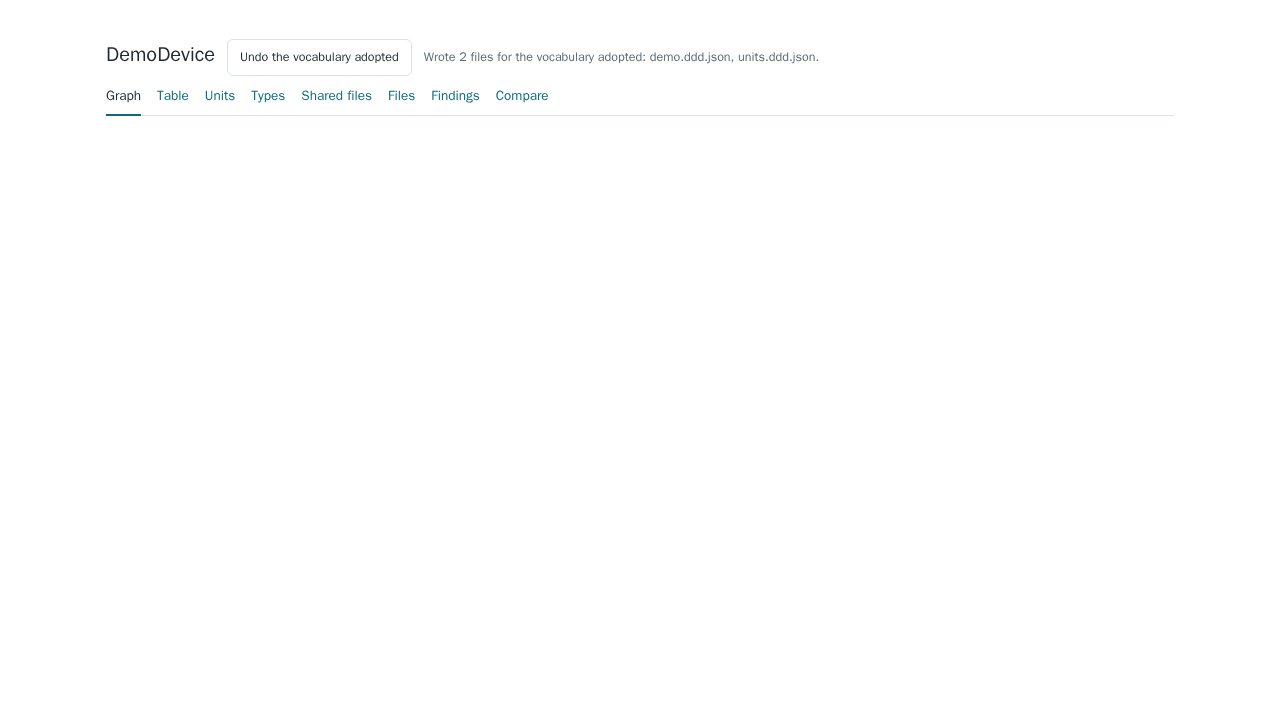 DemoDevice
Undo the vocabulary adopted
Wrote 2 files for the vocabulary adopted: demo.ddd.json, units.ddd.json.
Graph Table Units Types Shared files Files Findings Compare